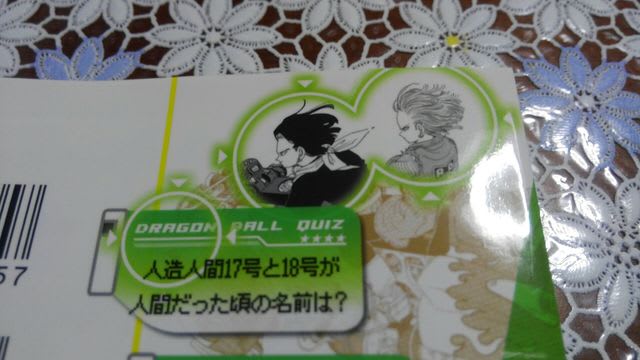 DRAGON BALL QUIZ
★★★★
人造人間17号と18号が
人間だった頃の名前は?
57